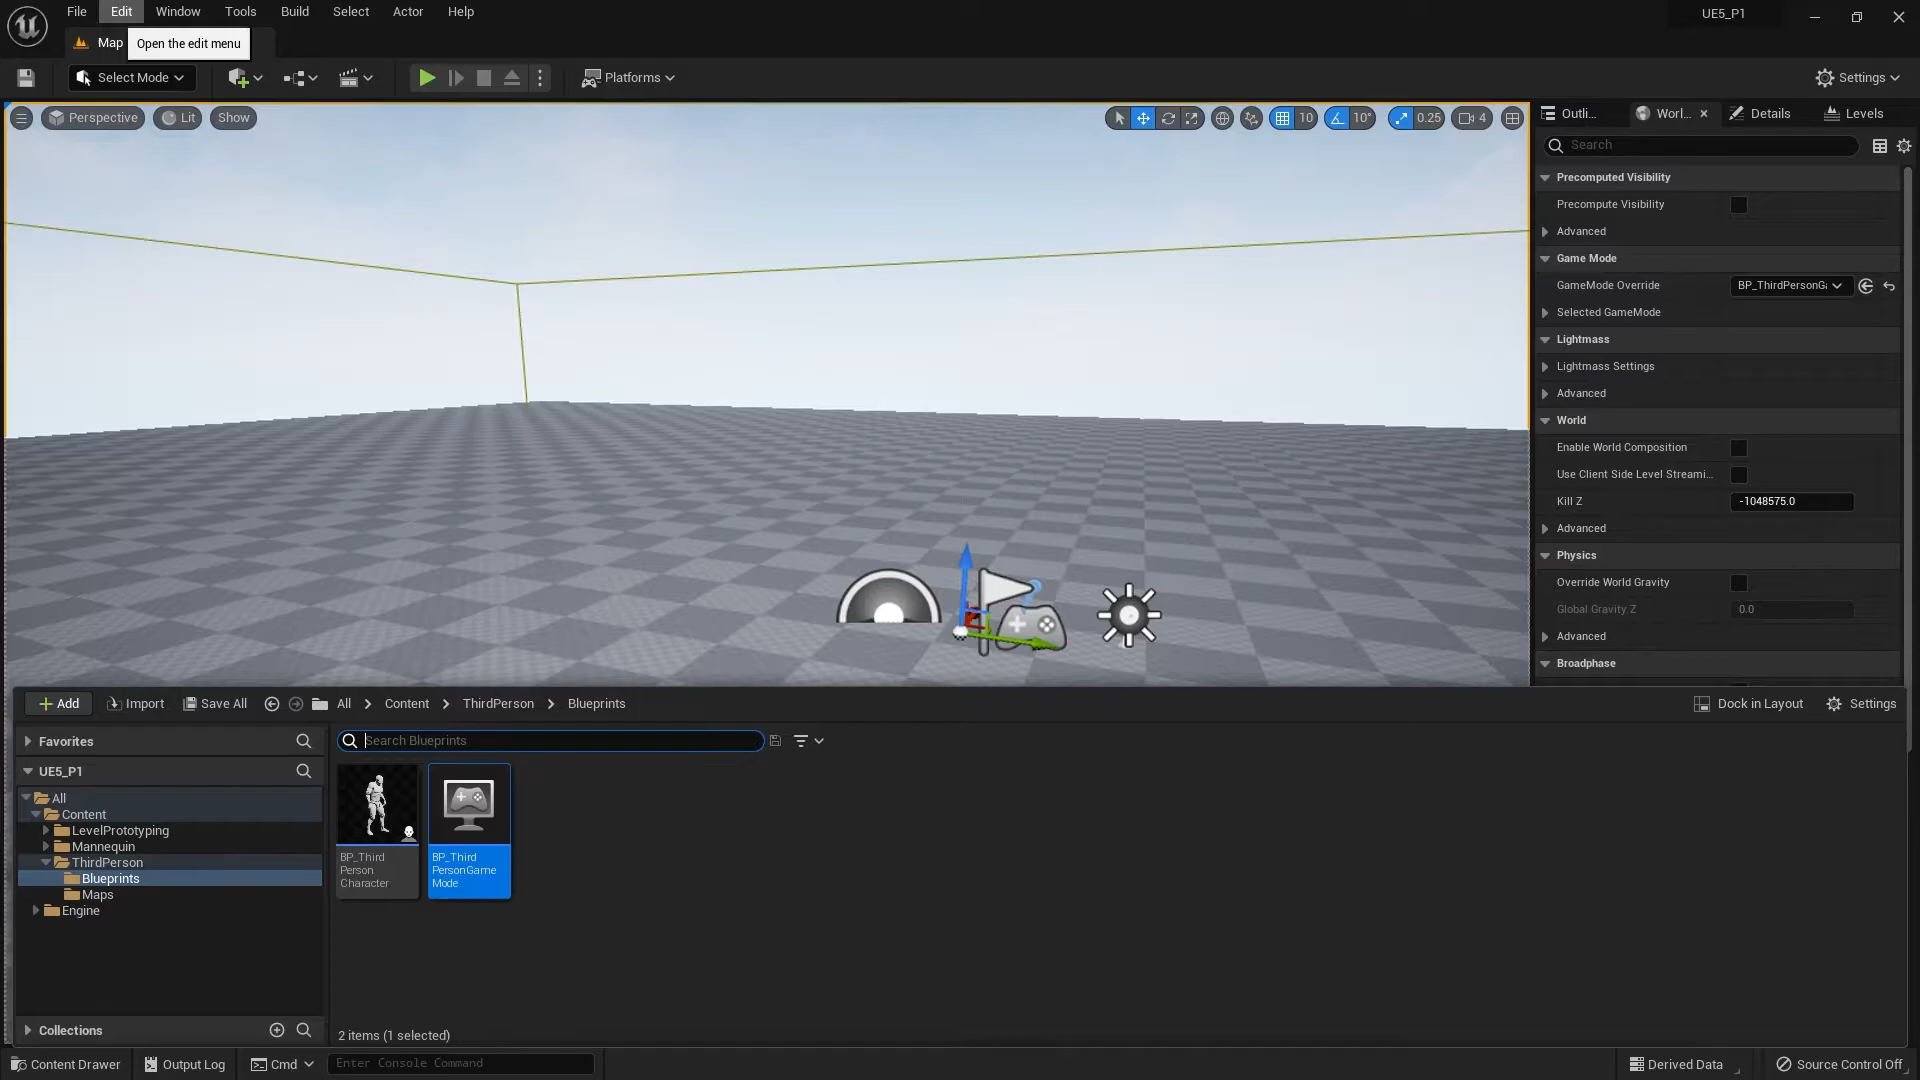 File
Edit
Window
Tools
Build
Select
Actor
Help
UE5_P1
Map
Open the edit menu
Select Mode
Platforms
Settings
Perspective
Lit
Show
10
10°
0.25
4
Outli...
Worl...
Details
Levels
Search
Precomputed Visibility
Precompute Visibility
Advanced
Game Mode
GameMode Override
BP_ThirdPersonGa
Selected GameMode
Lightmass
Lightmass Settings
Advanced
World
Enable World Composition
Use Client Side Level Streami...
Kill Z
-1048575.0
Advanced
Physics
Override World Gravity
Global Gravity Z
0.0
Advanced
Broadphase
Add
Import
Save All
All
Content
ThirdPerson
Blueprints
Dock in Layout
Settings
Favorites
Search Blueprints
UE5_P1
All
Content
LevelPrototyping
Mannequin
ThirdPerson
Blueprints
Maps
Engine
BP_Third
Person
Character
BP_Third
PersonGame
Mode
Collections
2 items (1 selected)
Content Drawer
Output Log
Cmd
Enter Console Command
Derived Data
Source Control Off